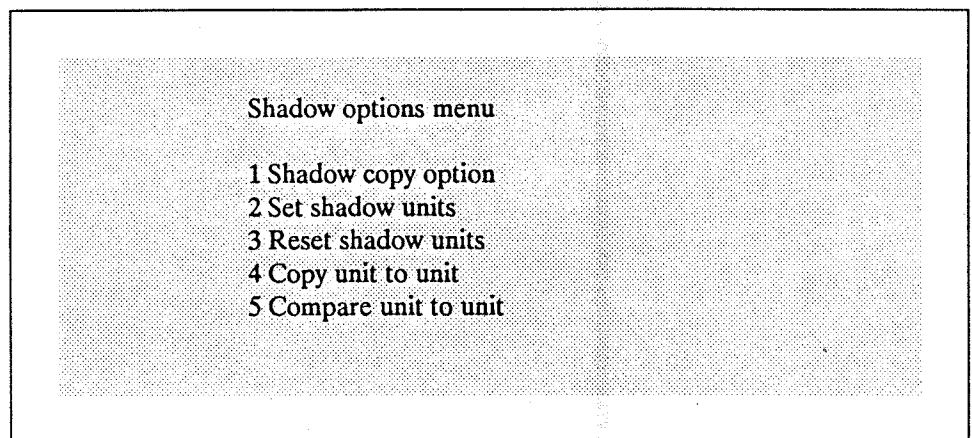 Shadow options menu
1 Shadow copy option
2 Set shadow units
3 Reset shadow units
4 Copy unit to unit
5 Compare unit to unit